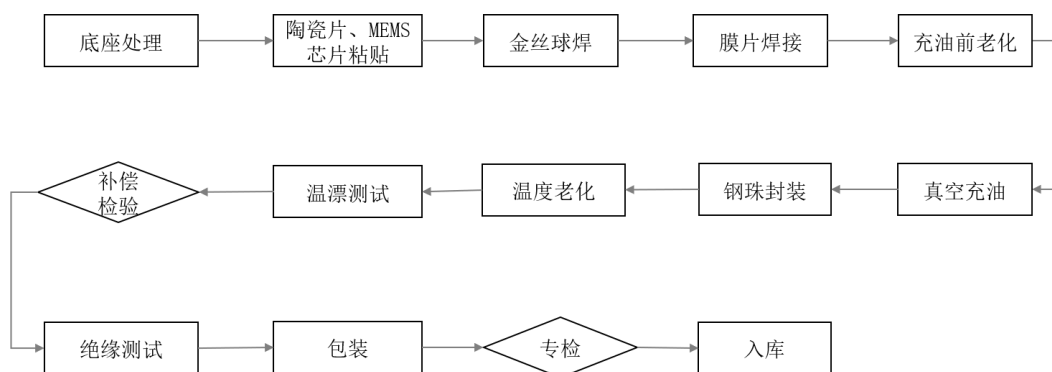 底座处理
陶瓷片、MEMS
芯片粘贴
金丝球焊
膜片焊接
充油前老化
真空充油
钢珠封装
温度老化
温漂测试
补偿
检验
绝缘测试
包装
专检
入库